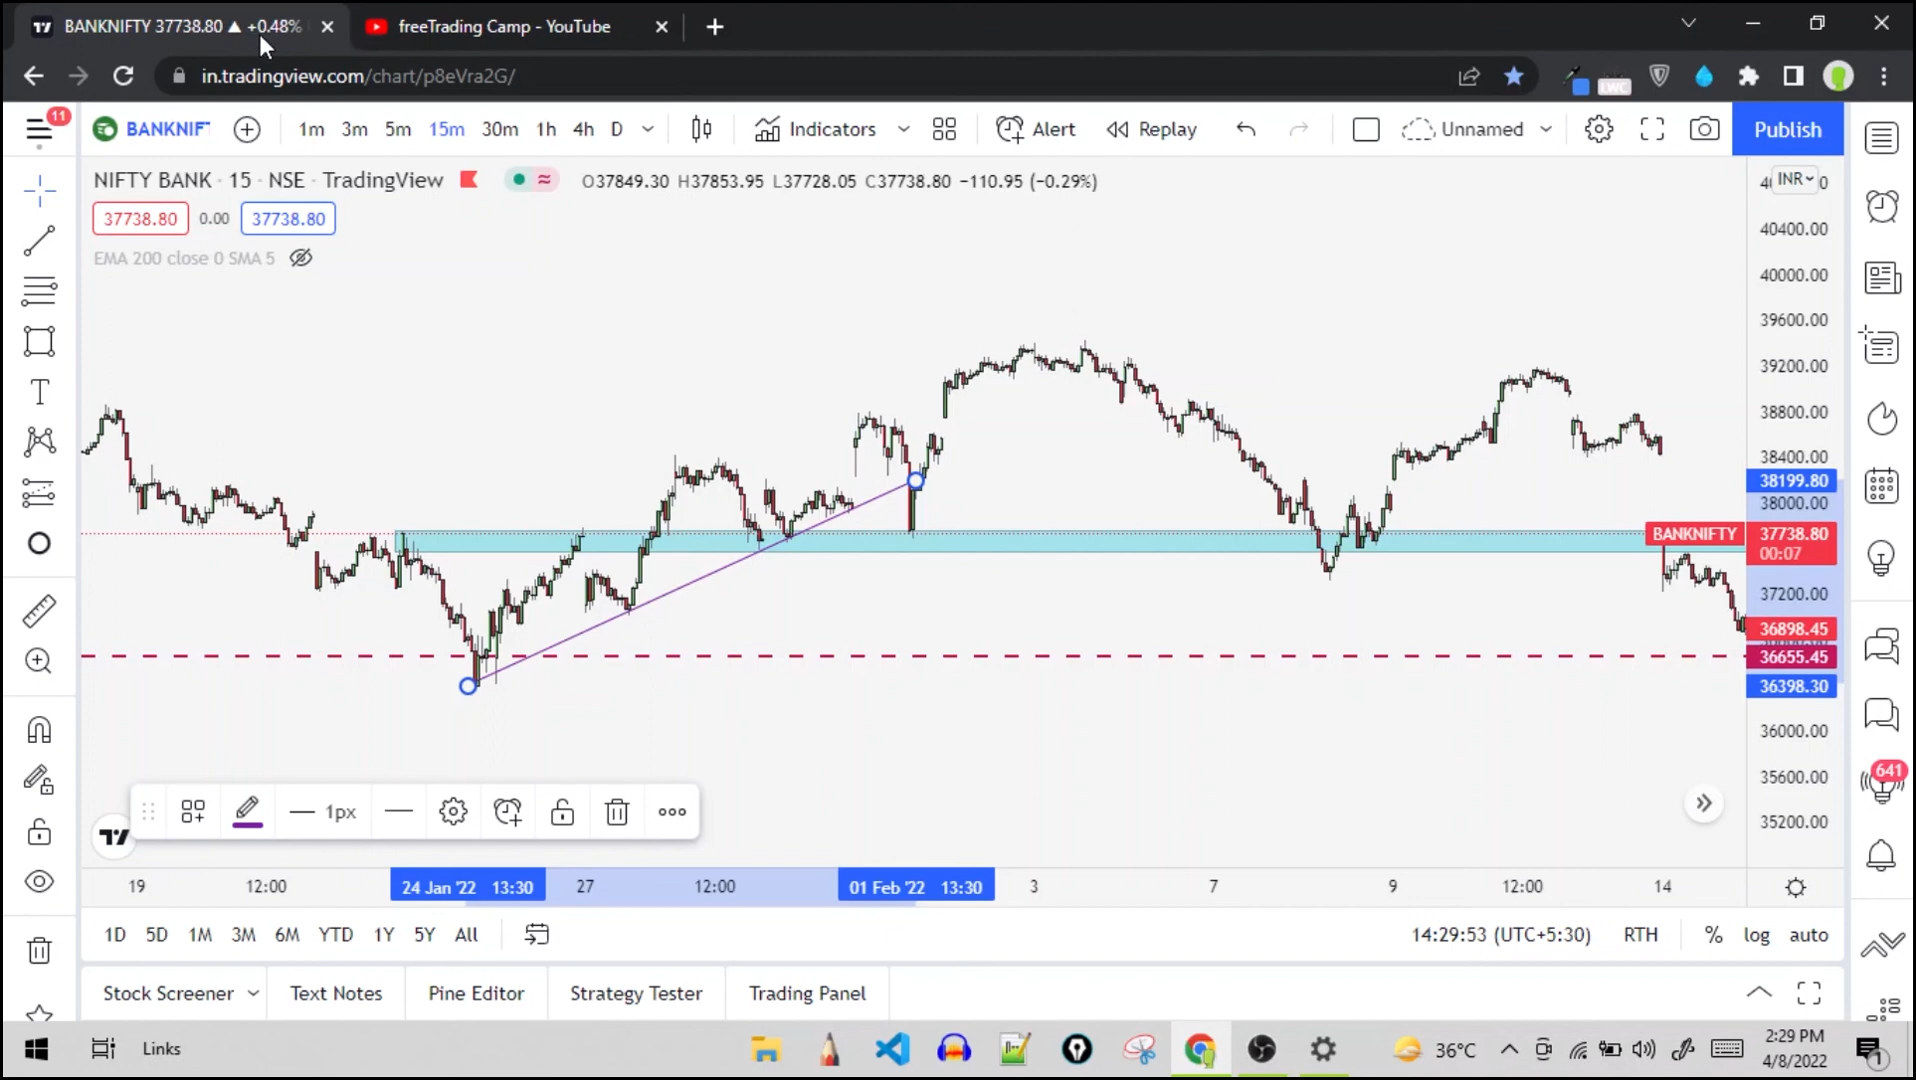 BANKNIFTY 37738.80 ▲ +0.48%
freeTrading Camp - YouTube
in.tradingview.com/chart/p8eVra2G/
11
BANKNIF
1m 3m 5m 15m 30m 1h 4h D
Indicators
Alert
Replay
Unnamed
Publish
NIFTY BANK · 15 · NSE · TradingView
O37849.30 H37853.95 L37728.05 C37738.80 −110.95 (−0.29%)
INR
37738.80 0.00 37738.80
EMA 200 close 0 SMA 5
40400.00
40000.00
39600.00
39200.00
38800.00
38400.00
38199.80
38000.00
BANKNIFTY 37738.80
00:07
37200.00
36898.45
36655.45
36398.30
36000.00
35600.00
35200.00
641
1px
19 12:00 24 Jan '22 13:30 27 12:00 01 Feb '22 13:30 3 7 9 12:00 14
1D 5D 1M 3M 6M YTD 1Y 5Y All
14:29:53 (UTC+5:30) RTH % log auto
Stock Screener Text Notes Pine Editor Strategy Tester Trading Panel
Links
36°C
2:29 PM
4/8/2022
1